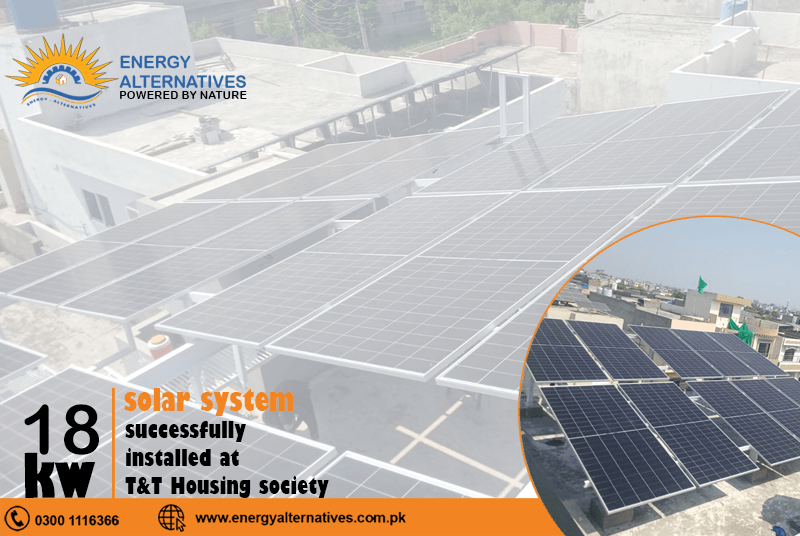 ENERGY
ALTERNATIVES
POWERED BY NATURE
ENERGY - ALTERNATIVES
18
kw
solar system
successfully
installed at
T&T Housing society
0300 1116366
www.energyalternatives.com.pk